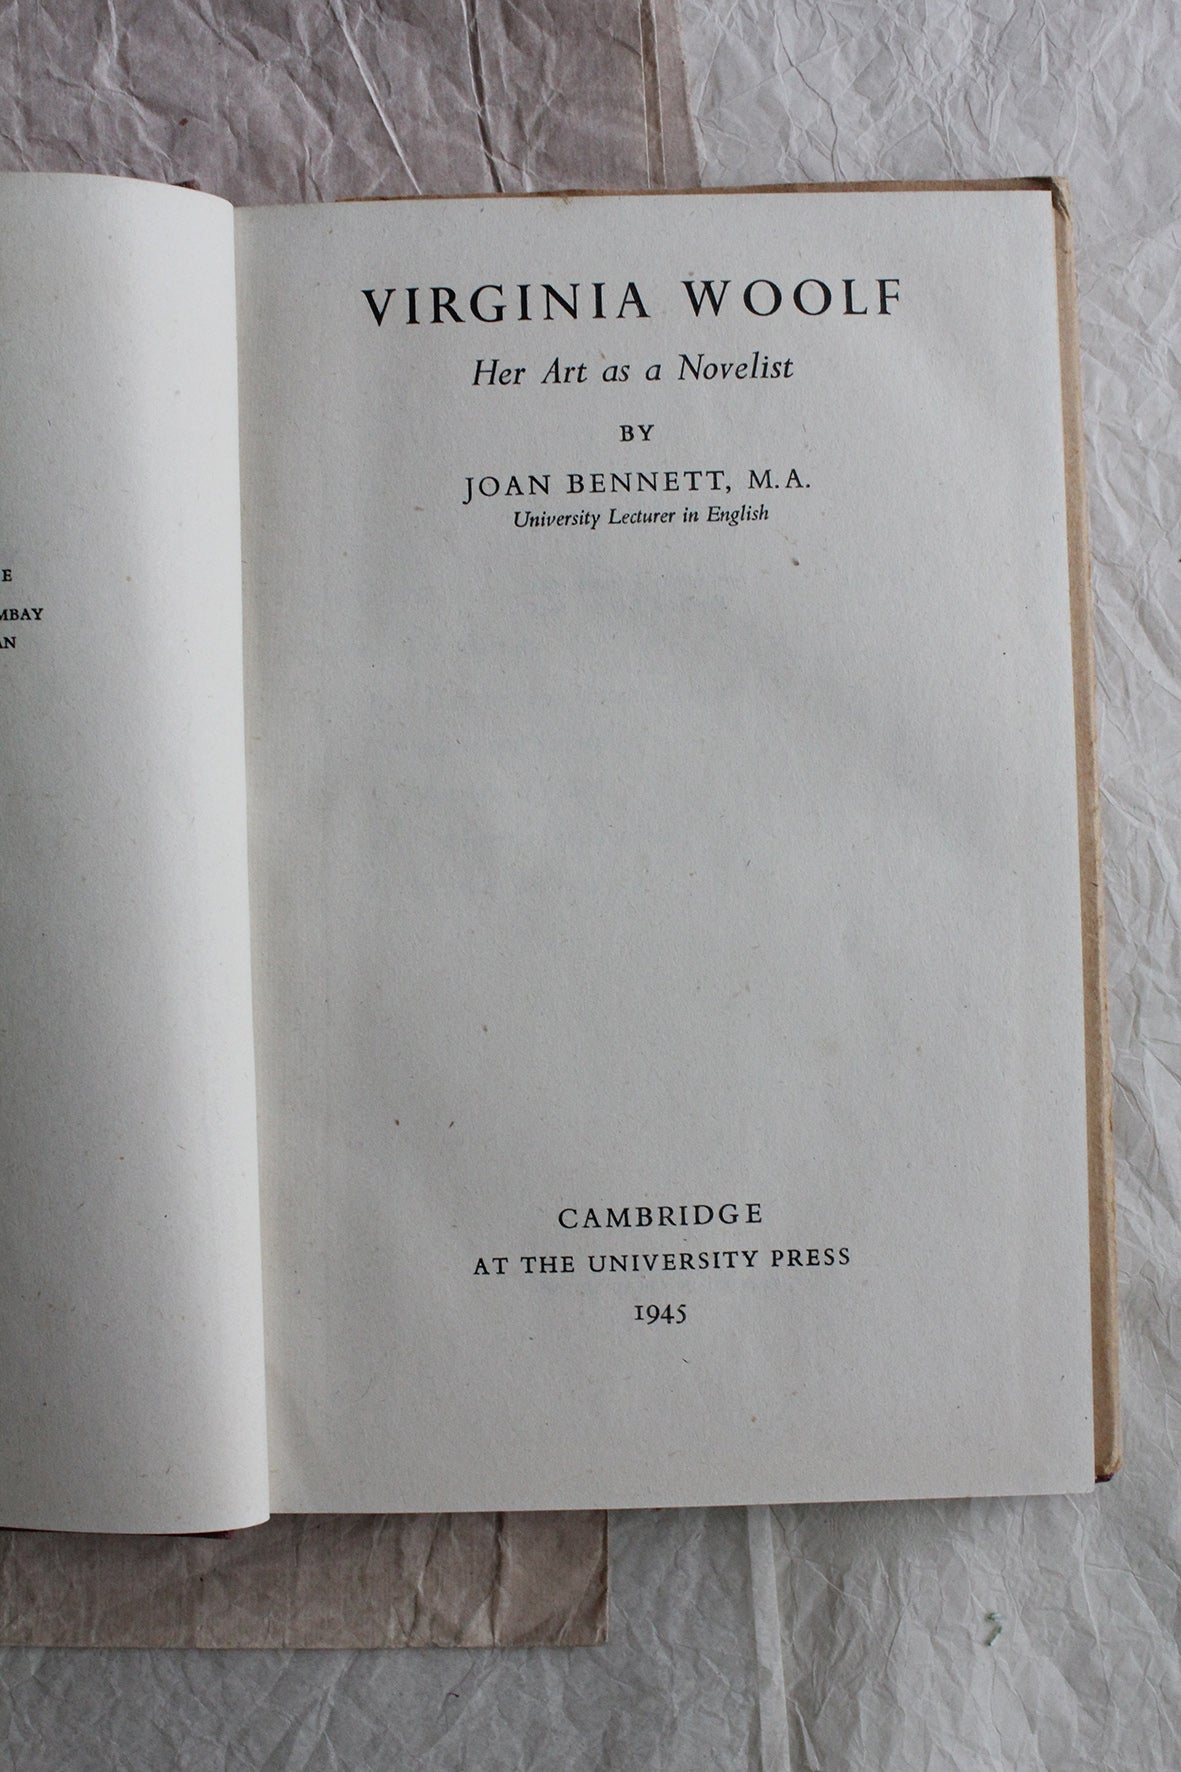 VIRGINIA WOOLF
Her Art as a Novelist
BY
JOAN BENNETT, M.A.
University Lecturer in English
CAMBRIDGE
AT THE UNIVERSITY PRESS
1945